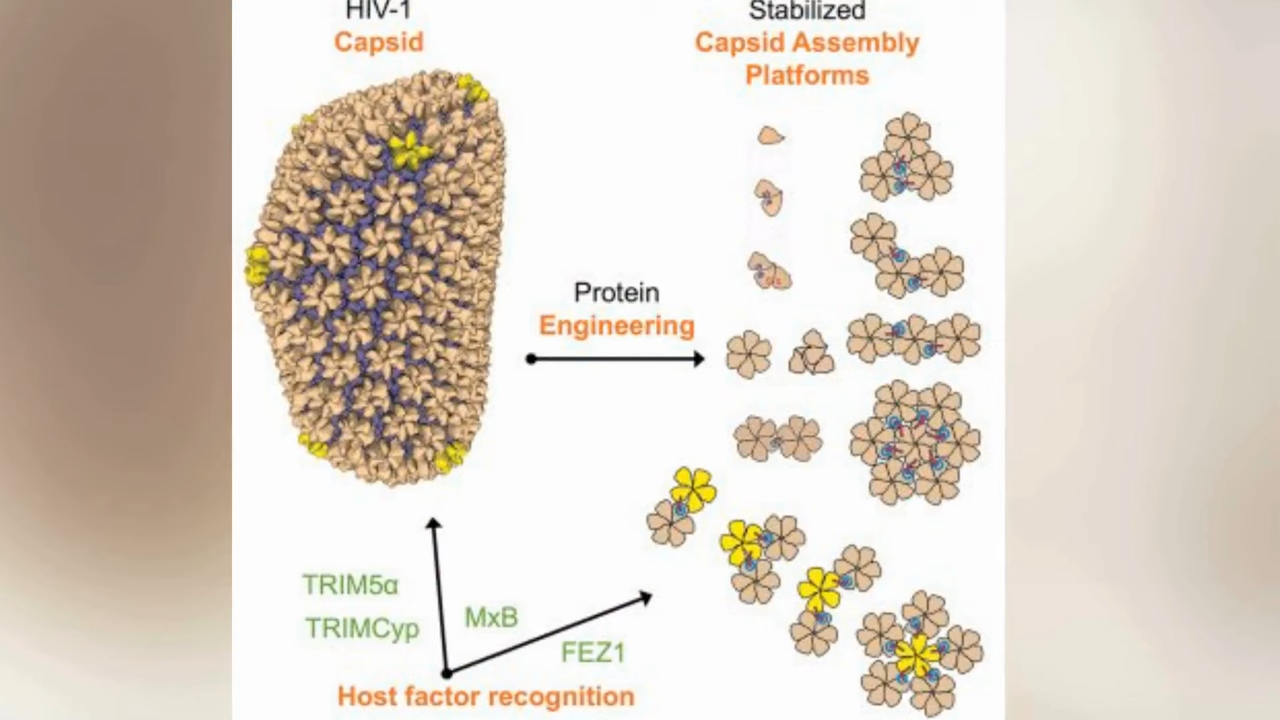 HIV-1
Capsid
Stabilized
Capsid Assembly
Platforms
Protein
Engineering
TRIM5α
TRIMCyp
MxB
FEZ1
Host factor recognition